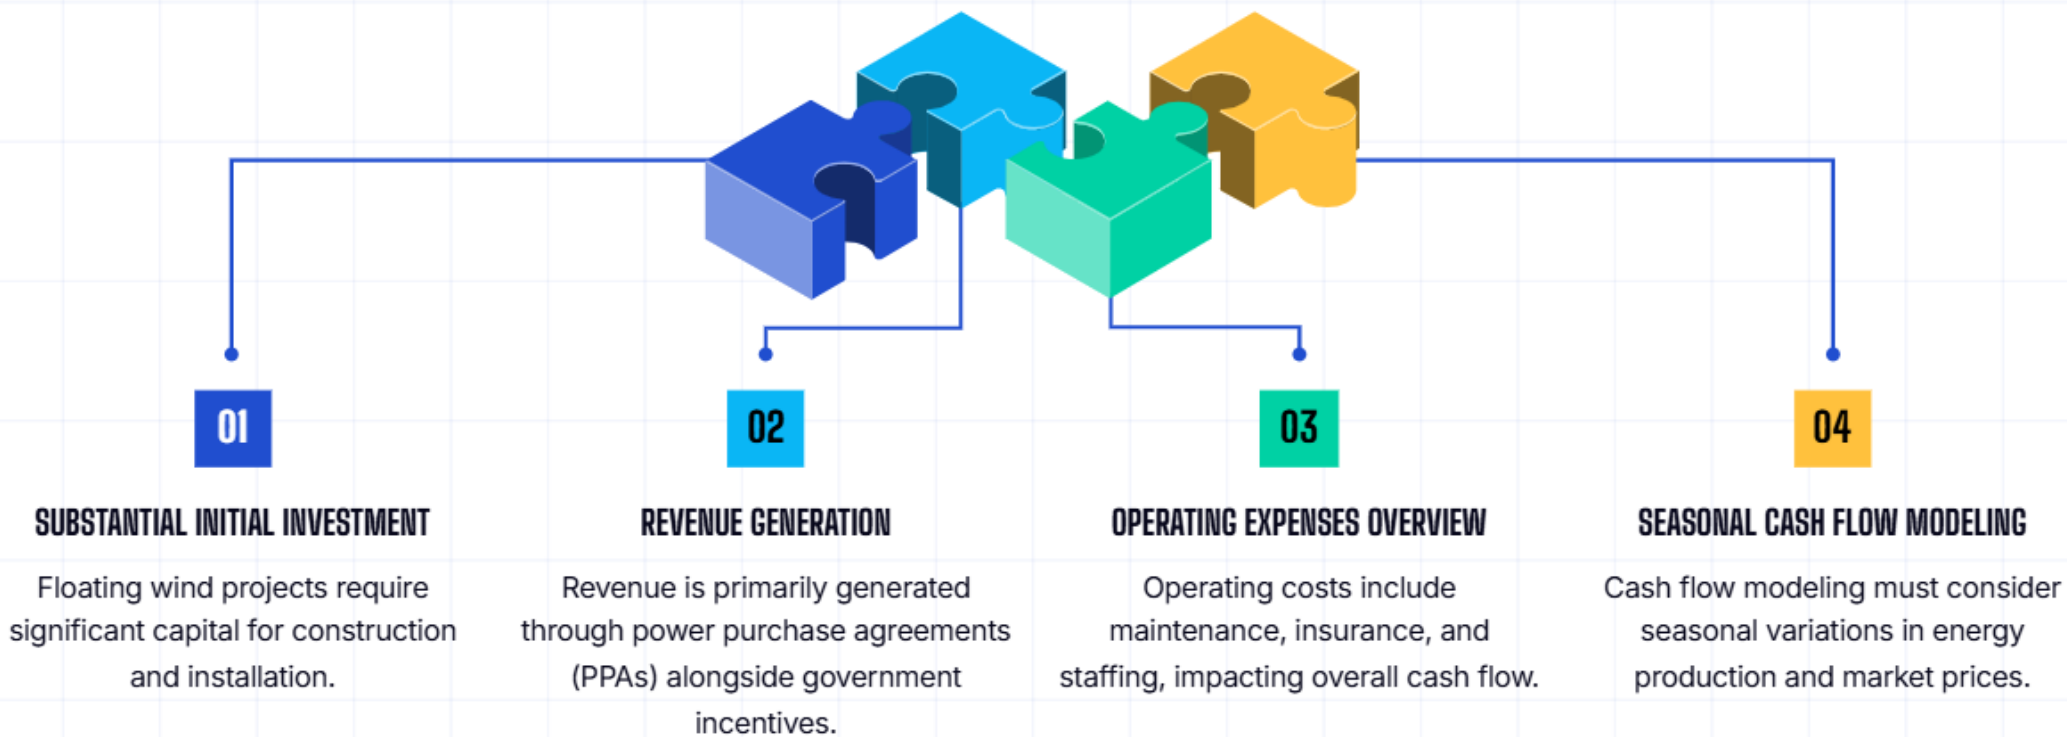 01
SUBSTANTIAL INITIAL INVESTMENT
Floating wind projects require
significant capital for construction
and installation.
02
REVENUE GENERATION
Revenue is primarily generated
through power purchase agreements
(PPAs) alongside government
incentives.
03
OPERATING EXPENSES OVERVIEW
Operating costs include
maintenance, insurance, and
staffing, impacting overall cash flow.
04
SEASONAL CASH FLOW MODELING
Cash flow modeling must consider
seasonal variations in energy
production and market prices.